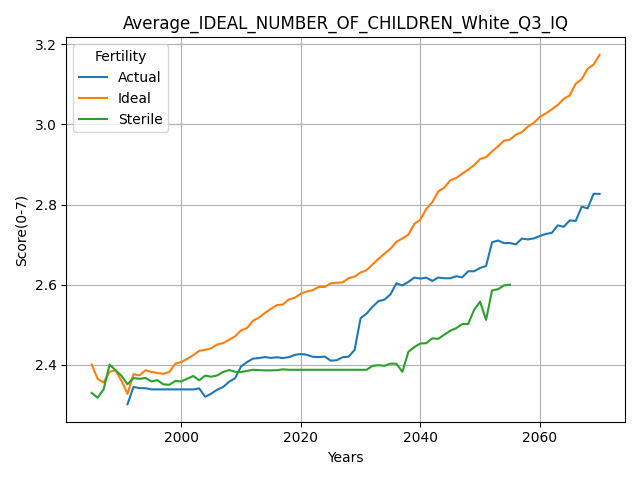 Average_IDEAL_NUMBER_OF_CHILDREN_White_Q3_IQ
Fertility
Actual
Ideal
Sterile
Score(0-7)
3.2
3.0
2.8
2.6
2.4
2000
2020
2040
2060
Years